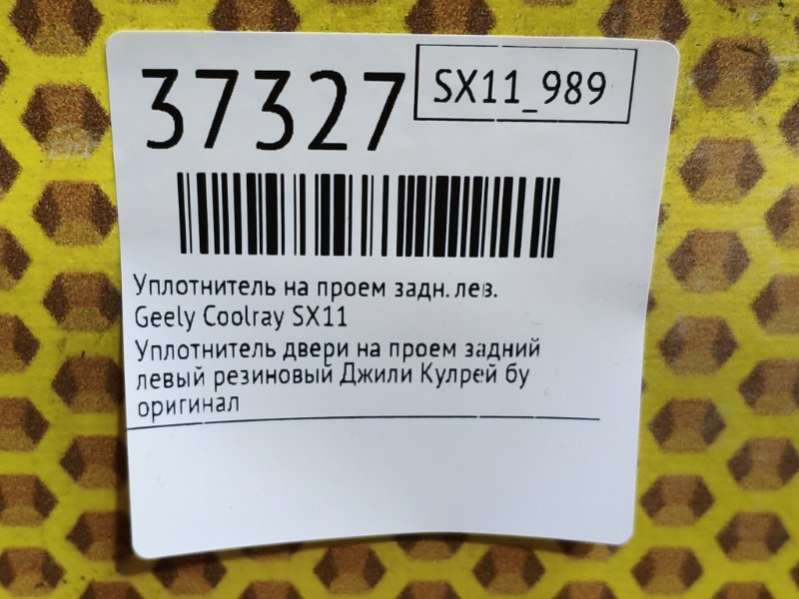 37327
SX11_989
Уплотнитель на проем задн. лев.
Geely Coolray SX11
Уплотнитель двери на проем задний
левый резиновый Джили Кулрей бу
оригинал